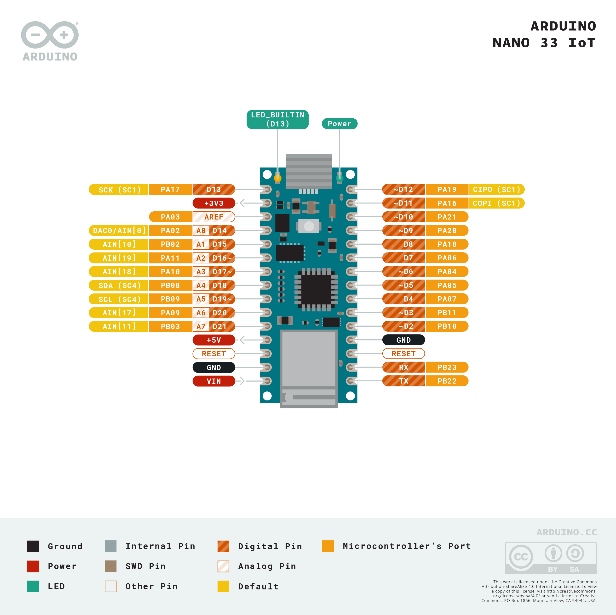 ARDUINO
NANO 33 IoT
ARDUINO
LED_BUILTIN
(D13)
Power
SCK (SC1) PA17 D13
~D12 PA19 CIPO (SC1)
+3V3
~D11 PA16 COPI (SC1)
PA03 AREF
~D10 PA21
DAC0/AIN[0] PA02 A0 D14
~D9 PA20
AIN[10] PB02 A1 D15
D8 PA18
AIN[19] PA11 A2 D16~
D7 PA06
AIN[18] PA10 A3 D17~
~D6 PA04
SDA (SC4) PB08 A4 D18
~D5 PA05
SCL (SC4) PB09 A5 D19~
D4 PA07
AIN[17] PA09 A6 D20
~D3 PB11
AIN[11] PB03 A7 D21
~D2 PB10
+5V
GND
RESET
RESET
GND
RX PB23
VIN
TX PB22
Ground
Internal Pin
Digital Pin
Microcontroller's Port
Power
SWD Pin
Analog Pin
LED
Other Pin
Default
ARDUINO.CC
CC
BY SA